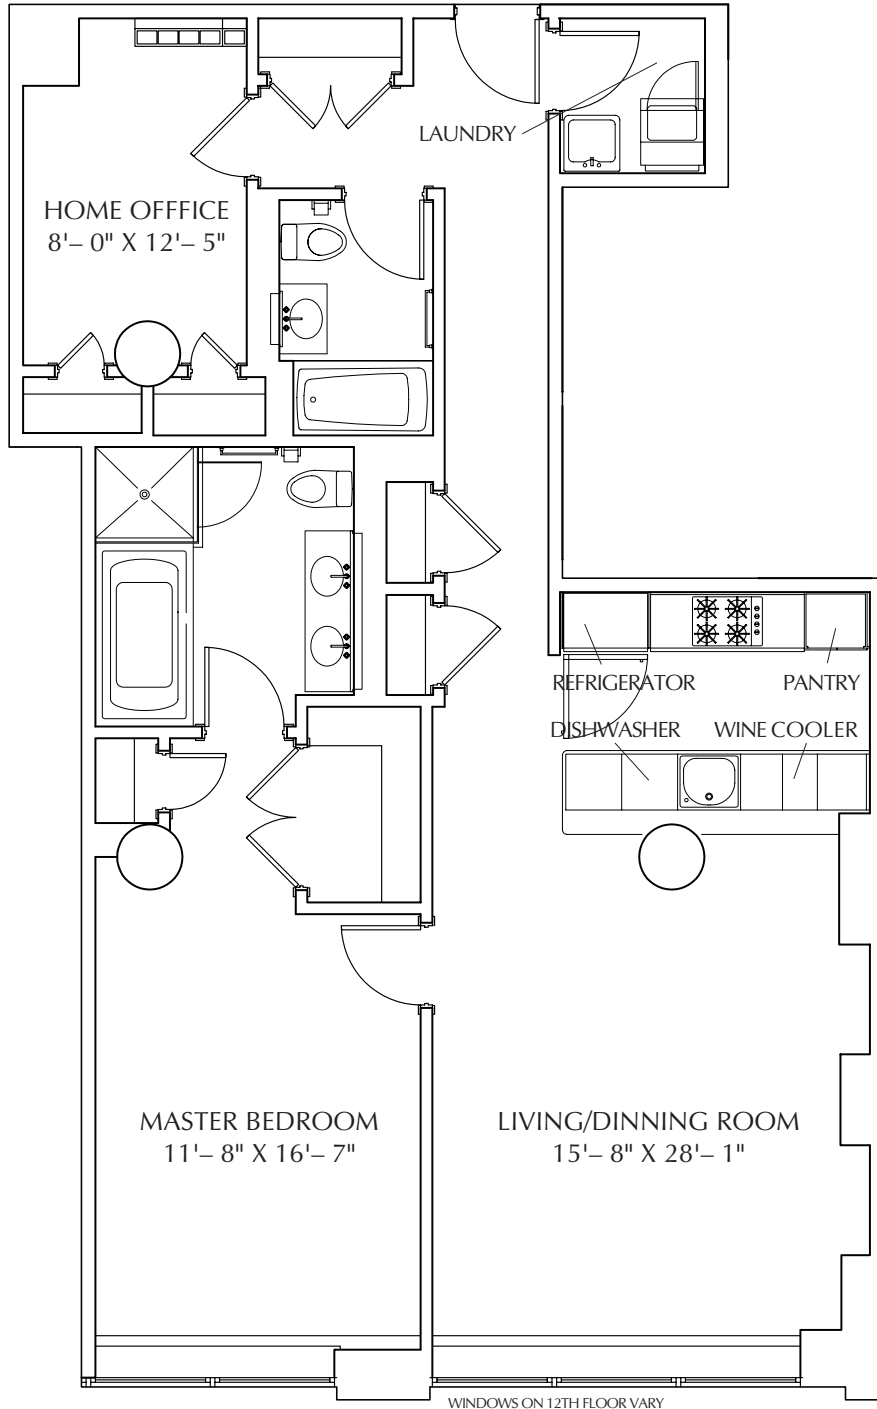 LAUNDRY
HOME OFFFICE
8'– 0" X 12'– 5"
REFRIGERATOR
PANTRY
DISHWASHER
WINE COOLER
MASTER BEDROOM
11'– 8" X 16'– 7"
LIVING/DINNING ROOM
15'– 8" X 28'– 1"
WINDOWS ON 12TH FLOOR VARY